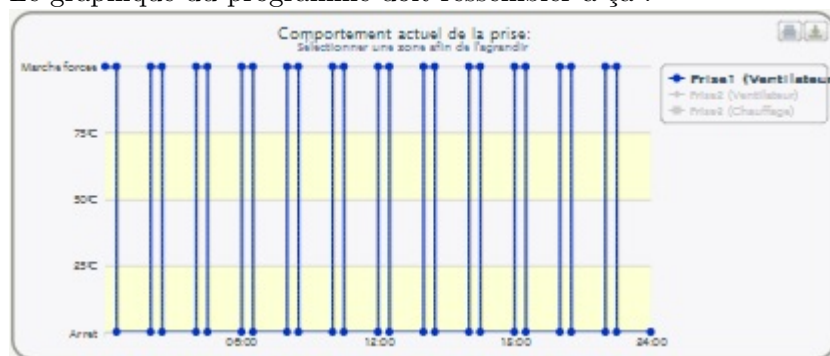 Le graphique du programme doit ressembler à ça :
Comportement actuel de la prise:
Sélectionner une zone afin de l'agrandir
Marche forcee
Prise1 (Ventilateur
Prise2 (Ventilateur)
Prise3 (Chauffage)
75°C
50°C
25°C
Arret
06:00
12:00
18:00
24:00